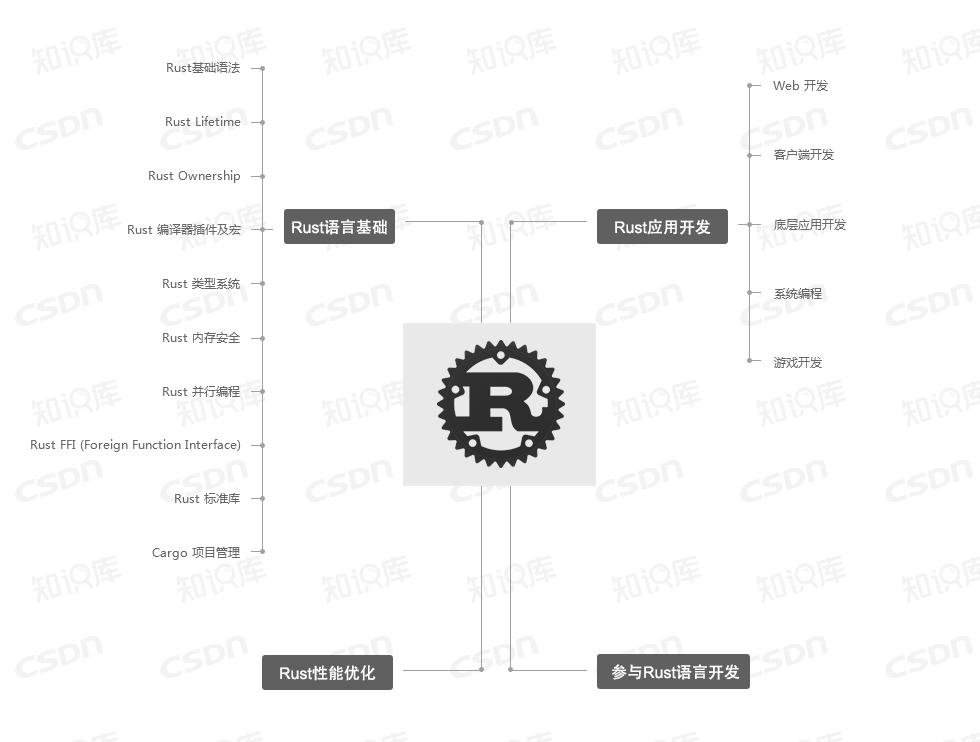 Rust基础语法
Rust Lifetime
Rust Ownership
Rust 编译器插件及宏
Rust 类型系统
Rust 内存安全
Rust 并行编程
Rust FFI (Foreign Function Interface)
Rust 标准库
Cargo 项目管理
Rust语言基础
Rust应用开发
Web 开发
客户端开发
底层应用开发
系统编程
游戏开发
R
Rust性能优化
参与Rust语言开发
知识库
CSDN